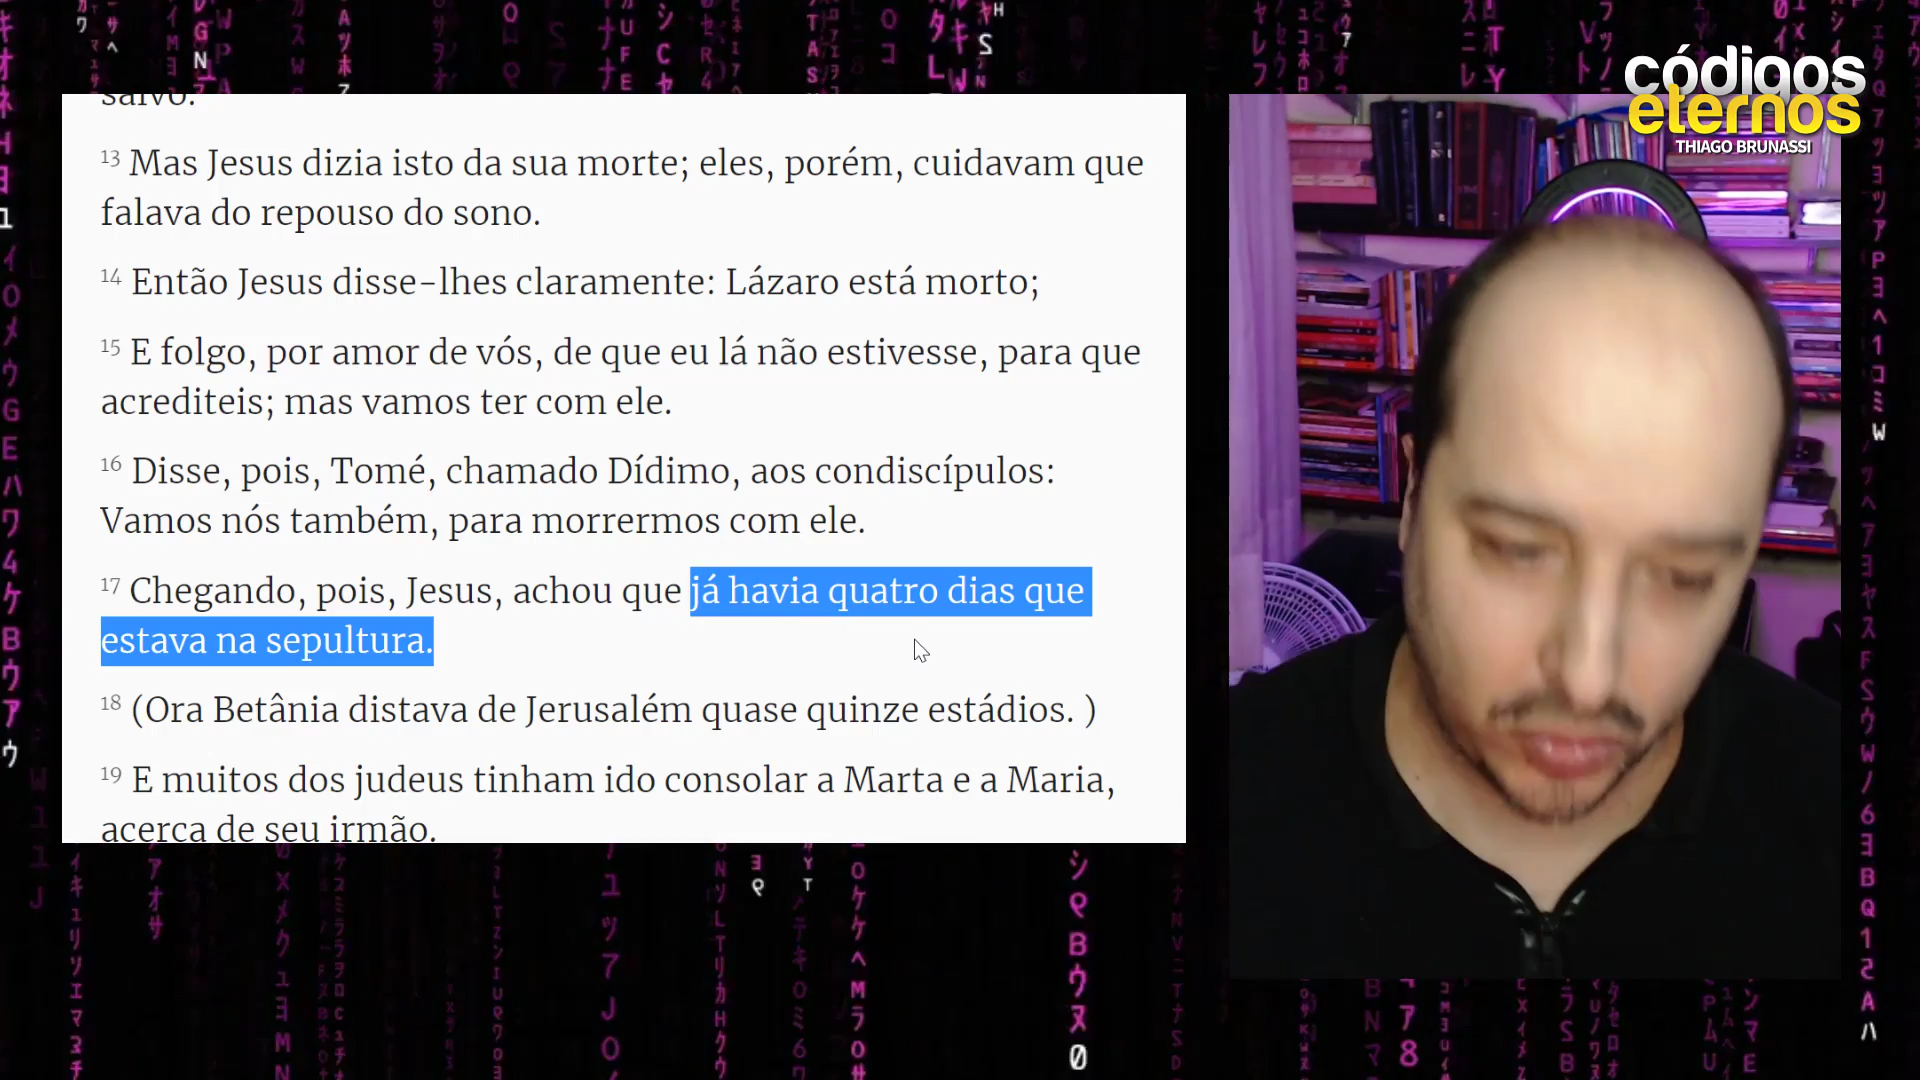 códigos
eternos
THIAGO BRUNASSI
salvo.
13 Mas Jesus dizia isto da sua morte; eles, porém, cuidavam que
falava do repouso do sono.
14 Então Jesus disse-lhes claramente: Lázaro está morto;
15 E folgo, por amor de vós, de que eu lá não estivesse, para que
acrediteis; mas vamos ter com ele.
16 Disse, pois, Tomé, chamado Dídimo, aos condiscípulos:
Vamos nós também, para morrermos com ele.
17 Chegando, pois, Jesus, achou que já havia quatro dias que
estava na sepultura.
18 (Ora Betânia distava de Jerusalém quase quinze estádios. )
19 E muitos dos judeus tinham ido consolar a Marta e a Maria,
acerca de seu irmão.